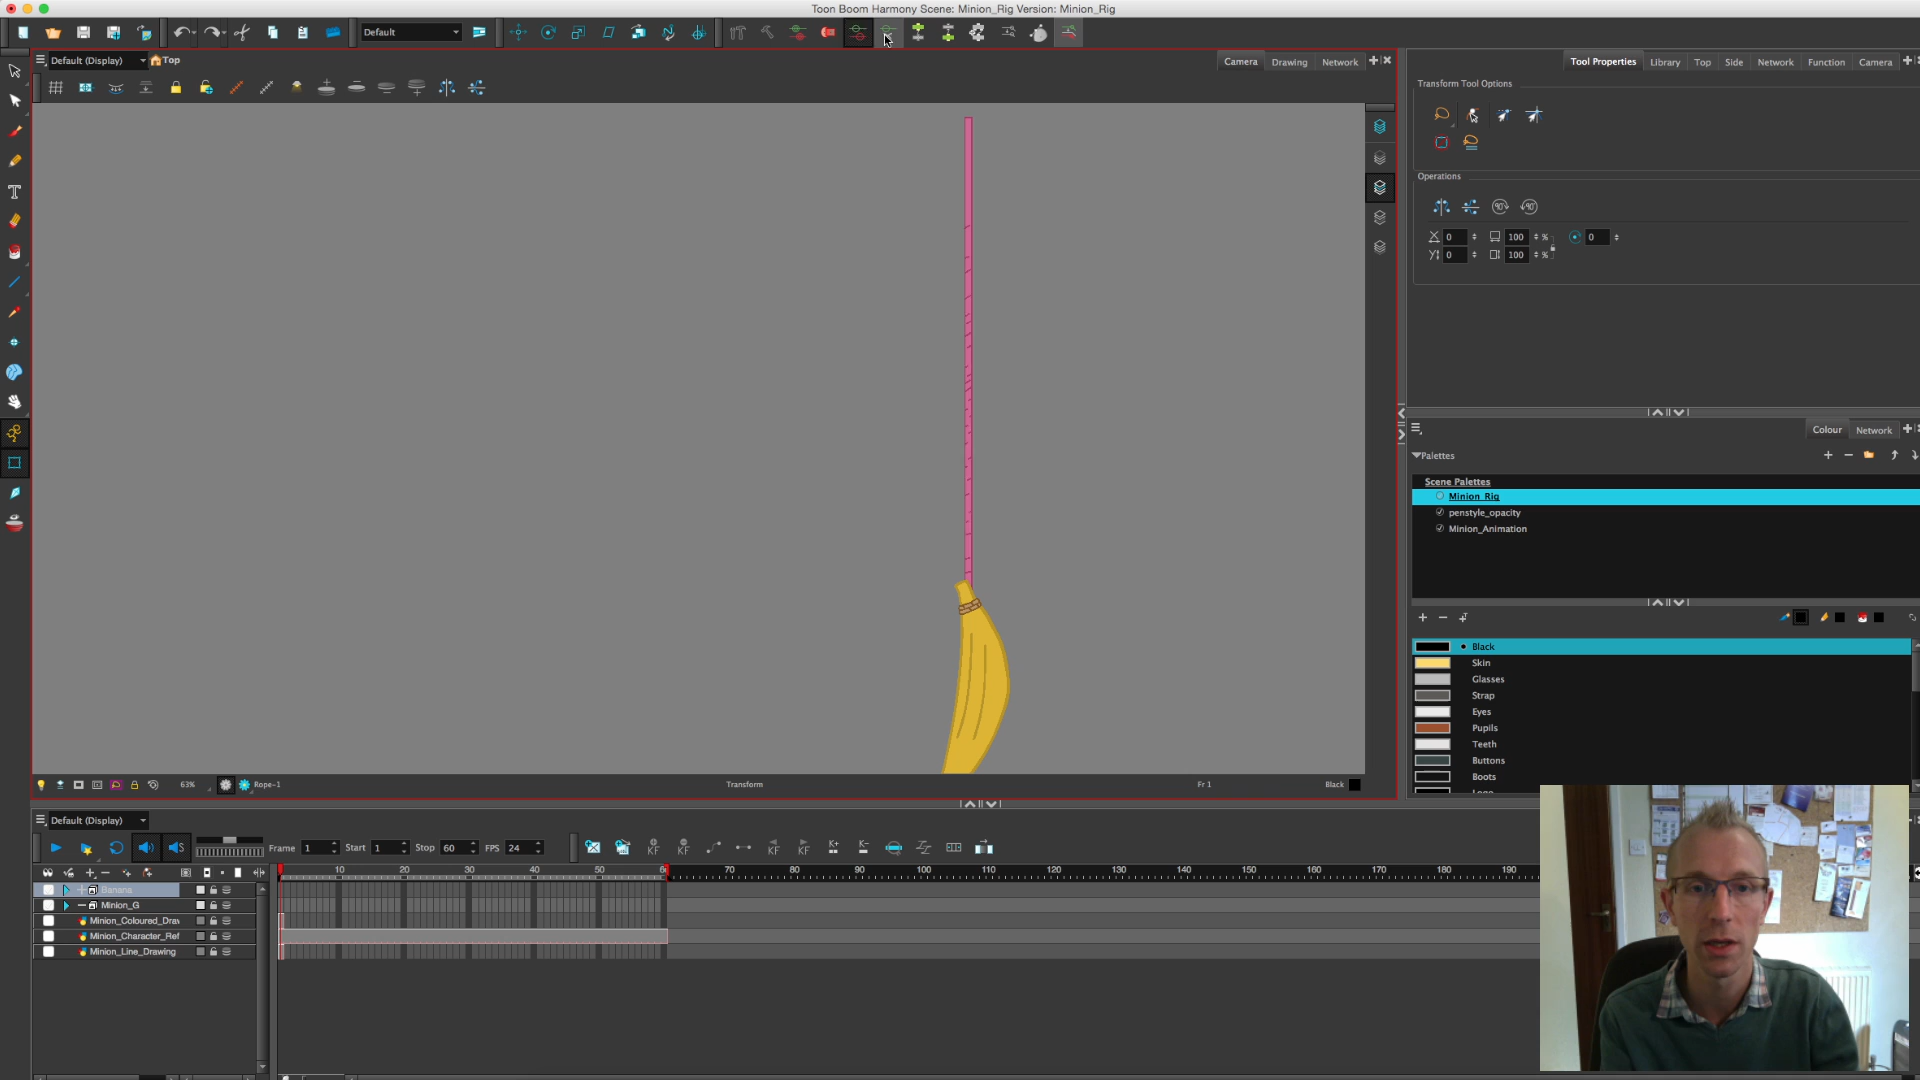 Toon Boom Harmony Scene: Minion_Rig Version: Minion_Rig
Default
Default (Display)
Top
Camera
Drawing
Network
Tool Properties
Library
Top
Side
Network
Function
Camera
Transform Tool Options
Operations
X 0
100 %
0
Y 0
100 %
Colour
Network
Palettes
Scene Palettes
Minion_Rig
penstyle_opacity
Minion_Animation
Black
Skin
Glasses
Strap
Eyes
Pupils
Teeth
Buttons
Boots
63%
Rope-1
Transform
Fr 1
Black
Default (Display)
Frame 1
Start 1
Stop 60
FPS 24
10 20 30 40 50 70 80 90 100 110 120 130 140 150 160 170 180 190
Banana
Minion_G
Minion_Coloured_Drav
Minion_Character_Ref
Minion_Line_Drawing